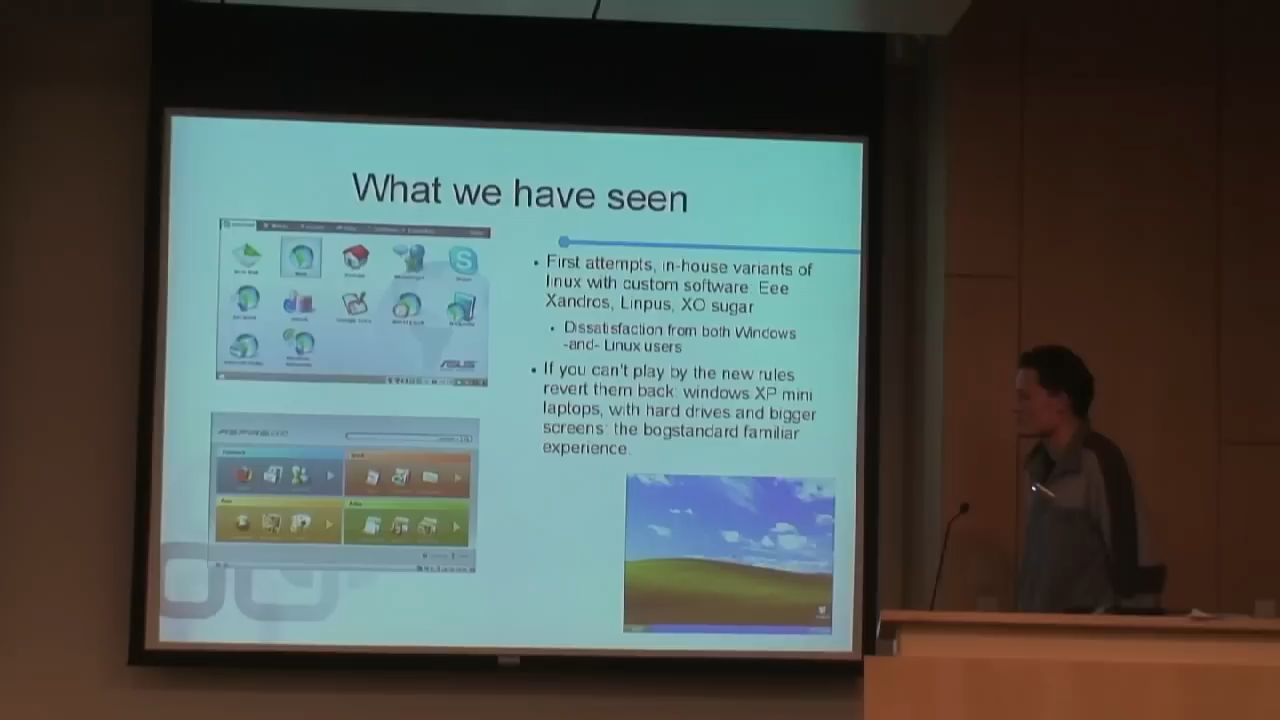 What we have seen
• First attempts, in-house variants of
linux with custom software: Eee
Xandros, Linpus, XO sugar
• Dissatisfaction from both Windows
-and- Linux users
• If you can't play by the new rules
revert them back: windows XP mini
laptops, with hard drives and bigger
screens: the bogstandard familiar
experience.
ASUS